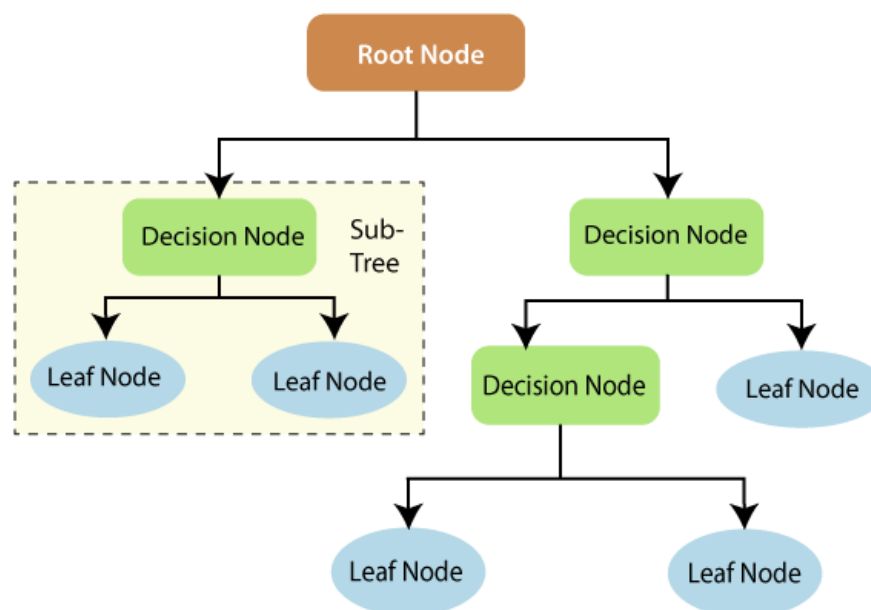 Root Node
Decision Node
Sub-
Tree
Decision Node
Leaf Node
Leaf Node
Decision Node
Leaf Node
Leaf Node
Leaf Node